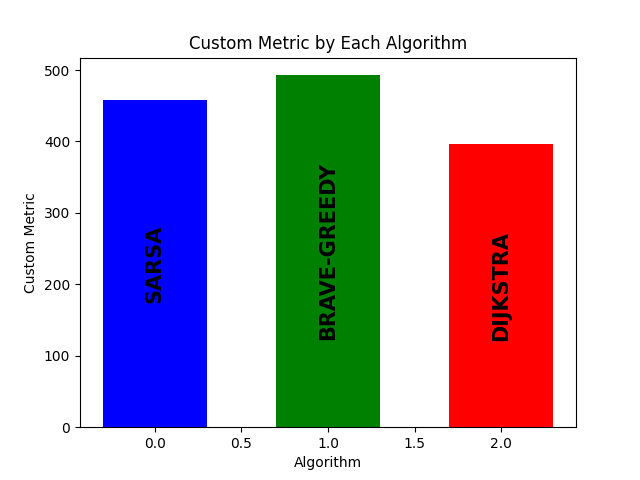 Custom Metric by Each Algorithm
Custom Metric
500
400
300
200
100
0
SARSA
BRAVE-GREEDY
DIJKSTRA
0.0 0.5 1.0 1.5 2.0
Algorithm